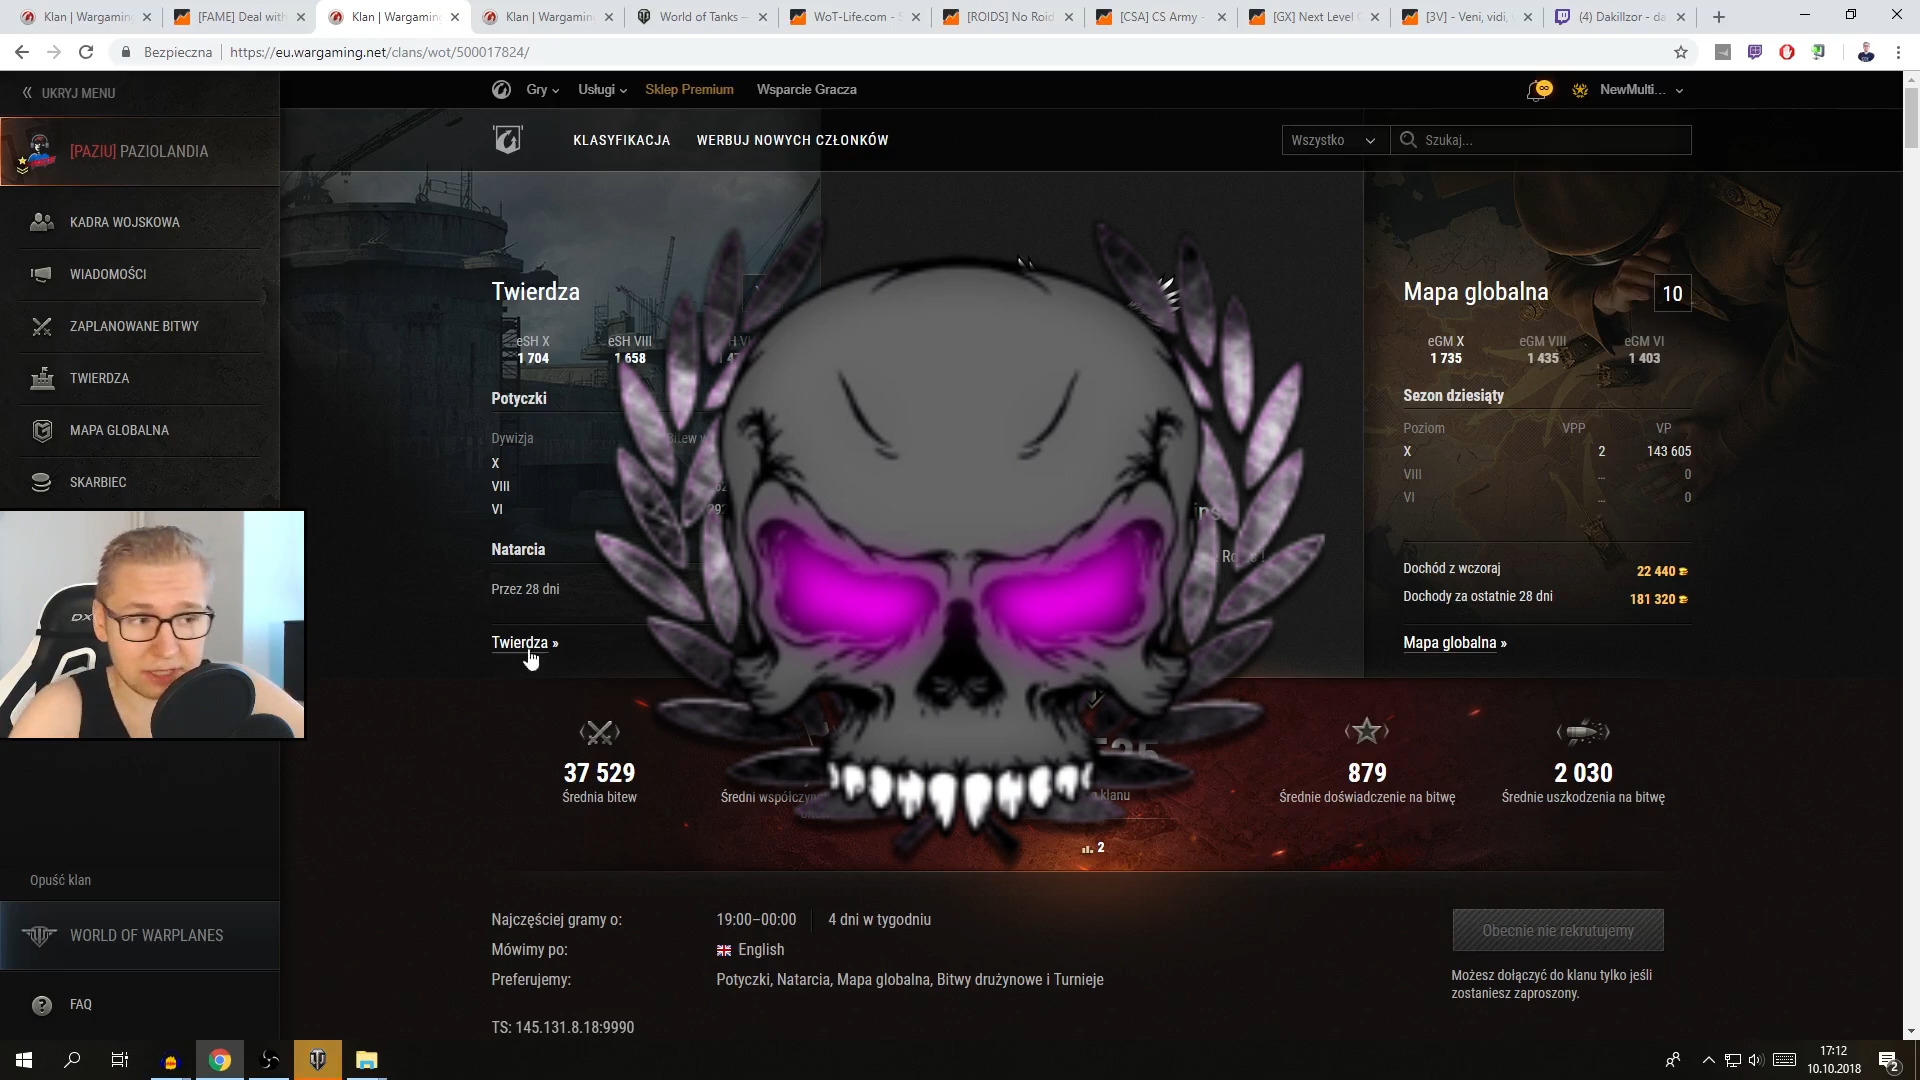 Klan | Wargaming
[FAME] Deal with
Klan | Wargaming
Klan | Wargaming
World of Tanks –
WoT-Life.com - S
[ROIDS] No Roid
[CSA] CS Army -
[GX] Next Level
[3V] - Veni, vidi,
(4) Dakillzor - da
Bezpieczna
https://eu.wargaming.net/clans/wot/500017824/
« UKRYJ MENU
Gry
Usługi
Sklep Premium
Wsparcie Gracza
NewMulti...
[PAZIU] PAZIOLANDIA
KLASYFIKACJA
WERBUJ NOWYCH CZŁONKÓW
Wszystko
Szukaj...
KADRA WOJSKOWA
WIADOMOŚCI
ZAPLANOWANE BITWY
TWIERDZA
MAPA GLOBALNA
SKARBIEC
Opuść klan
WORLD OF WARPLANES
FAQ
Twierdza
eSH X
eSH VIII
1 704
1 658
Potyczki
Dywizja
Bitew
X
VIII
VI
Natarcia
Przez 28 dni
Twierdza »
Mapa globalna
10
eGM X
eGM VIII
eGM VI
1 735
1 435
1 403
Sezon dziesiąty
Poziom VPP VP
X 2 143 605
VIII ... 0
VI ... 0
Dochód z wczoraj 22 440
Dochody za ostatnie 28 dni 181 320
Mapa globalna »
37 529
Średnia bitew
Średni
klanu
2
879
Średnie doświadczenie na bitwę
2 030
Średnie uszkodzenia na bitwę
Najczęściej gramy o: 19:00–00:00 4 dni w tygodniu
Mówimy po: English
Preferujemy: Potyczki, Natarcia, Mapa globalna, Bitwy drużynowe i Turnieje
TS: 145.131.8.18:9990
Obecnie nie rekrutujemy
Możesz dołączyć do klanu tylko jeśli
zostaniesz zaproszony.
17:12
10.10.2018
2